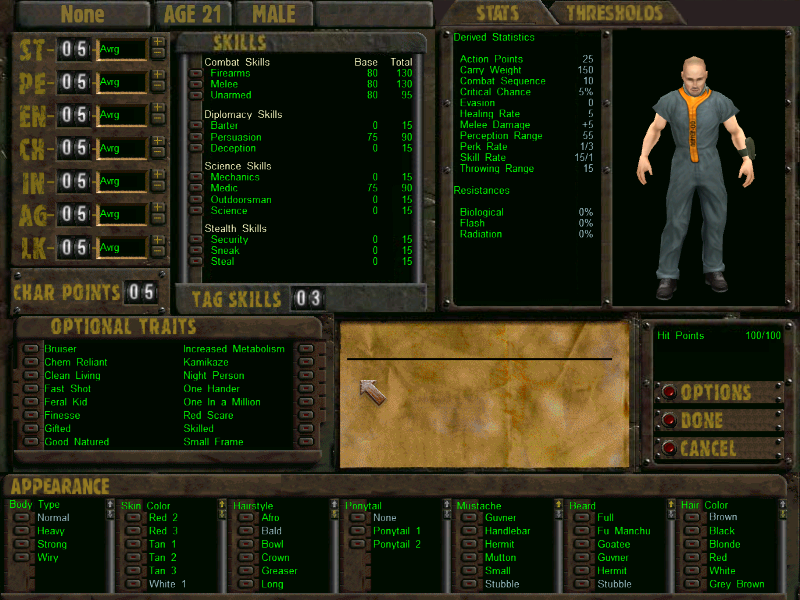 None AGE 21 MALE STATS THRESHOLDS
ST- 05 Avrg
PE- 05 Avrg
EN- 05 Avrg
CH- 05 Avrg
IN- 05 Avrg
AG- 05 Avrg
LK- 05 Avrg
CHAR POINTS 05
SKILLS
Combat Skills Base Total
Firearms 80 130
Melee 80 130
Unarmed 80 95
Diplomacy Skills
Barter 0 15
Persuasion 75 90
Deception 0 15
Science Skills
Mechanics 0 15
Medic 75 90
Outdoorsman 0 15
Science 0 15
Stealth Skills
Security 0 15
Sneak 0 15
Steal 0 15
TAG SKILLS 03
Derived Statistics
Action Points 25
Carry Weight 150
Combat Sequence 10
Critical Chance 5%
Evasion 0
Healing Rate 5
Melee Damage +5
Perception Range 55
Perk Rate 1/3
Skill Rate 15/1
Throwing Range 15
Resistances
Biological 0%
Flash 0%
Radiation 0%
OPTIONAL TRAITS
Bruiser Increased Metabolism
Chem Reliant Kamikaze
Clean Living Night Person
Fast Shot One Hander
Feral Kid One In a Million
Finesse Red Scare
Gifted Skilled
Good Natured Small Frame
Hit Points 100/100
OPTIONS
DONE
CANCEL
APPEARANCE
Body Type
Normal
Heavy
Strong
Wiry
Skin Color
Red 2
Red 3
Tan 1
Tan 2
Tan 3
White 1
Hairstyle
Afro
Bald
Bowl
Crown
Greaser
Long
Ponytail
None
Ponytail 1
Ponytail 2
Mustache
Guvner
Handlebar
Hermit
Mutton
Small
Stubble
Beard
Full
Fu Manchu
Goatee
Guvner
Hermit
Stubble
Hair Color
Brown
Black
Blonde
Red
White
Grey Brown